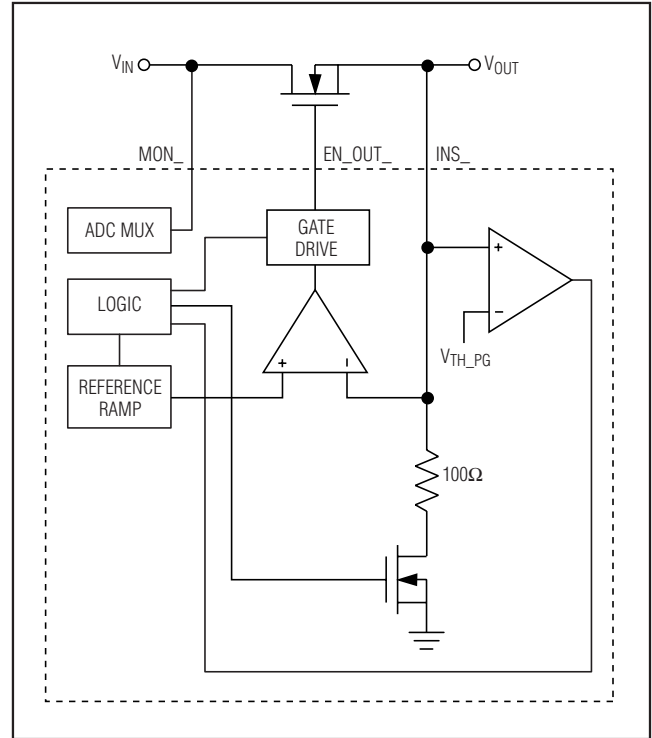 VIN
VOUT
MON_
EN_OUT_
INS_
ADC MUX
GATE
DRIVE
+
−
VTH_PG
LOGIC
+
−
REFERENCE
RAMP
100Ω